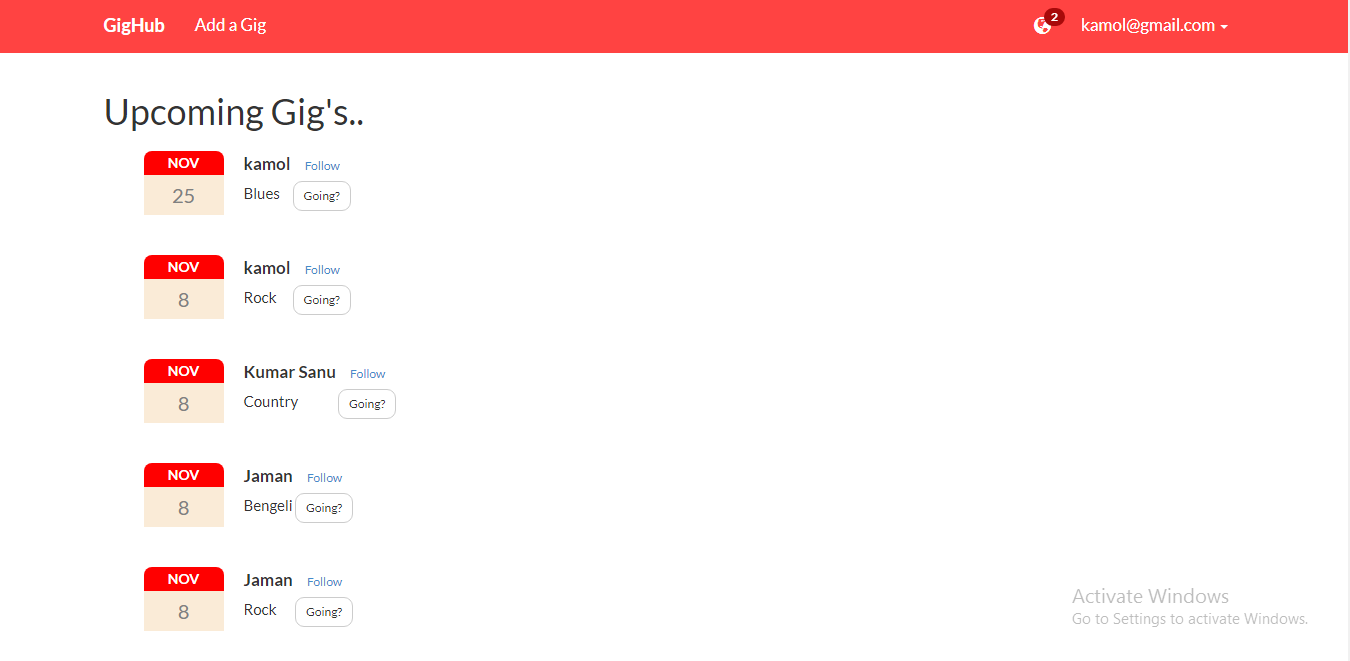 GigHub Add a Gig 2 kamol@gmail.com
Upcoming Gig's..
NOV kamol Follow
25 Blues Going?
NOV kamol Follow
8 Rock Going?
NOV Kumar Sanu Follow
8 Country Going?
NOV Jaman Follow
8 Bengeli Going?
NOV Jaman Follow
8 Rock Going?
Activate Windows
Go to Settings to activate Windows.